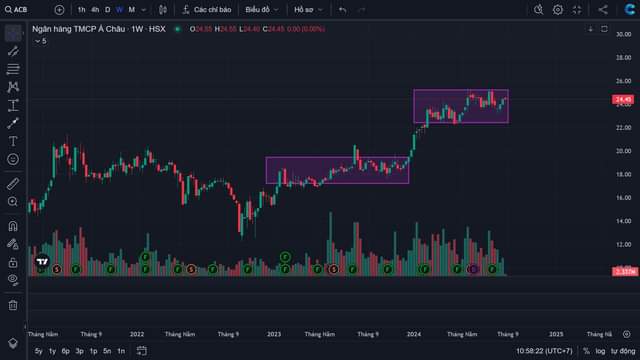 ACB
1h 4h D W M Các chỉ báo Biểu đồ Hồ sơ
Ngân hàng TMCP Á Châu · 1W · HSX O24.55 H24.55 L24.40 C24.45 0.00 (0.00%)
5
30.00
28.00
26.00
24.45
22.00
20.00
18.00
16.00
14.00
12.00
Tháng Năm Tháng 9 2022 Tháng Năm Tháng 9 2023 Tháng Năm Tháng 9 2024 Tháng Năm Tháng 9 2025 Tháng Năm
5y 1y 6p 3p 1p 5n 1n 10:58:22 (UTC+7) % log tự động